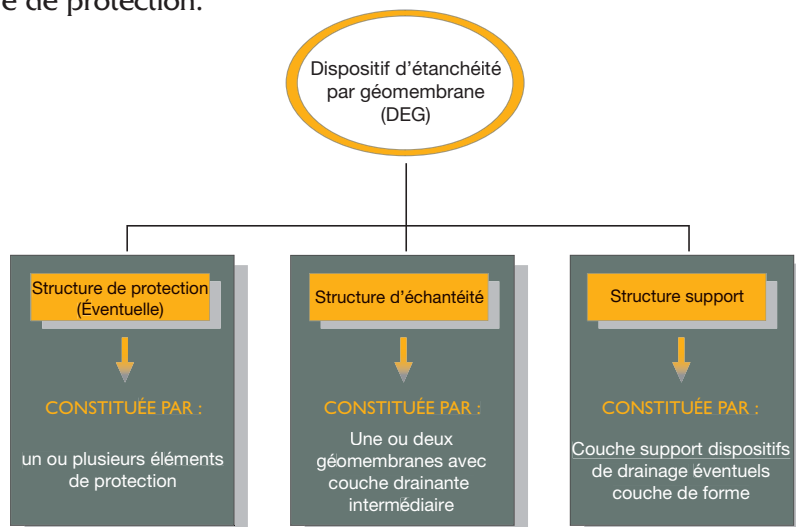 e de protection.
Dispositif d'étanchéité
par géomembrane
(DEG)
Structure de protection
(Éventuelle)
CONSTITUÉE PAR :
un ou plusieurs éléments
de protection
Structure d'échantéité
CONSTITUÉE PAR :
Une ou deux
géomembranes avec
couche drainante
intermédiaire
Structure support
CONSTITUÉE PAR :
Couche support dispositifs
de drainage éventuels
couche de forme